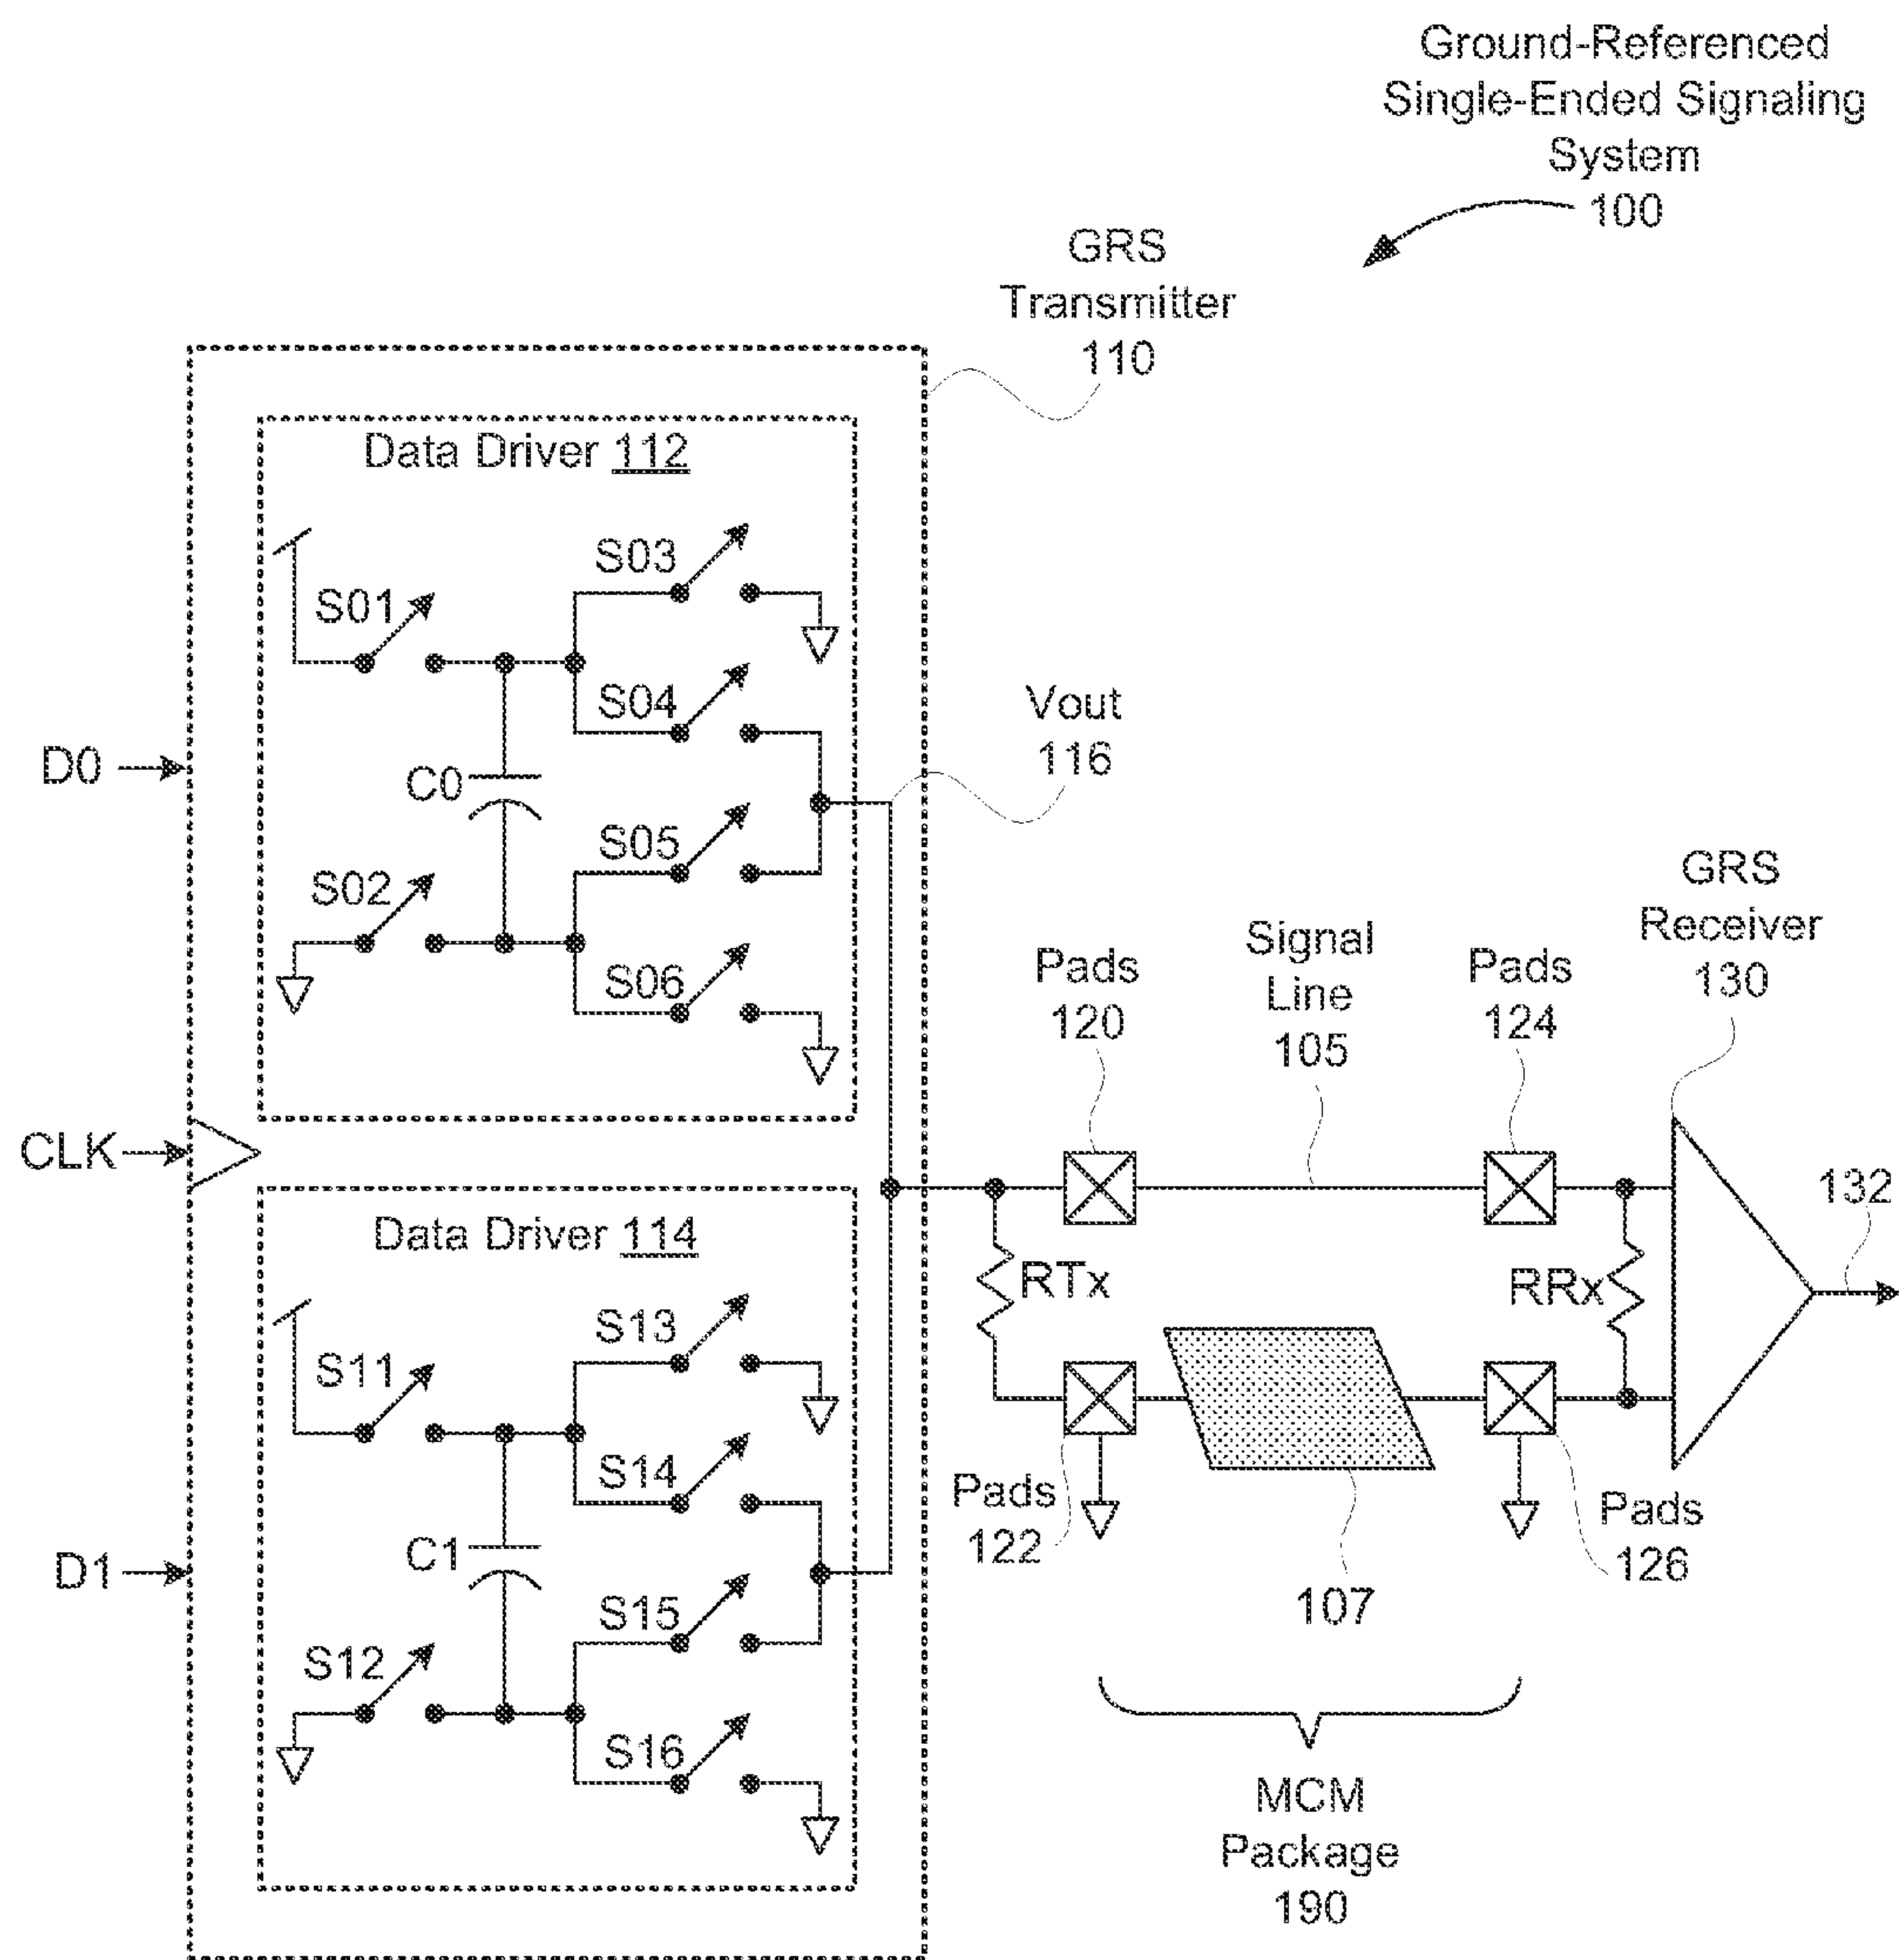 Ground-Referenced
Single-Ended Signaling
System
100
GRS
Transmitter
110
Data Driver 112
S01
S02
S03
S04
S05
S06
C0
D0
Vout
116
CLK
Data Driver 114
S11
S12
S13
S14
S15
S16
C1
D1
Pads
120
Signal
Line
105
Pads
124
GRS
Receiver
130
132
RTx
RRx
Pads
122
107
Pads
126
MCM
Package
190